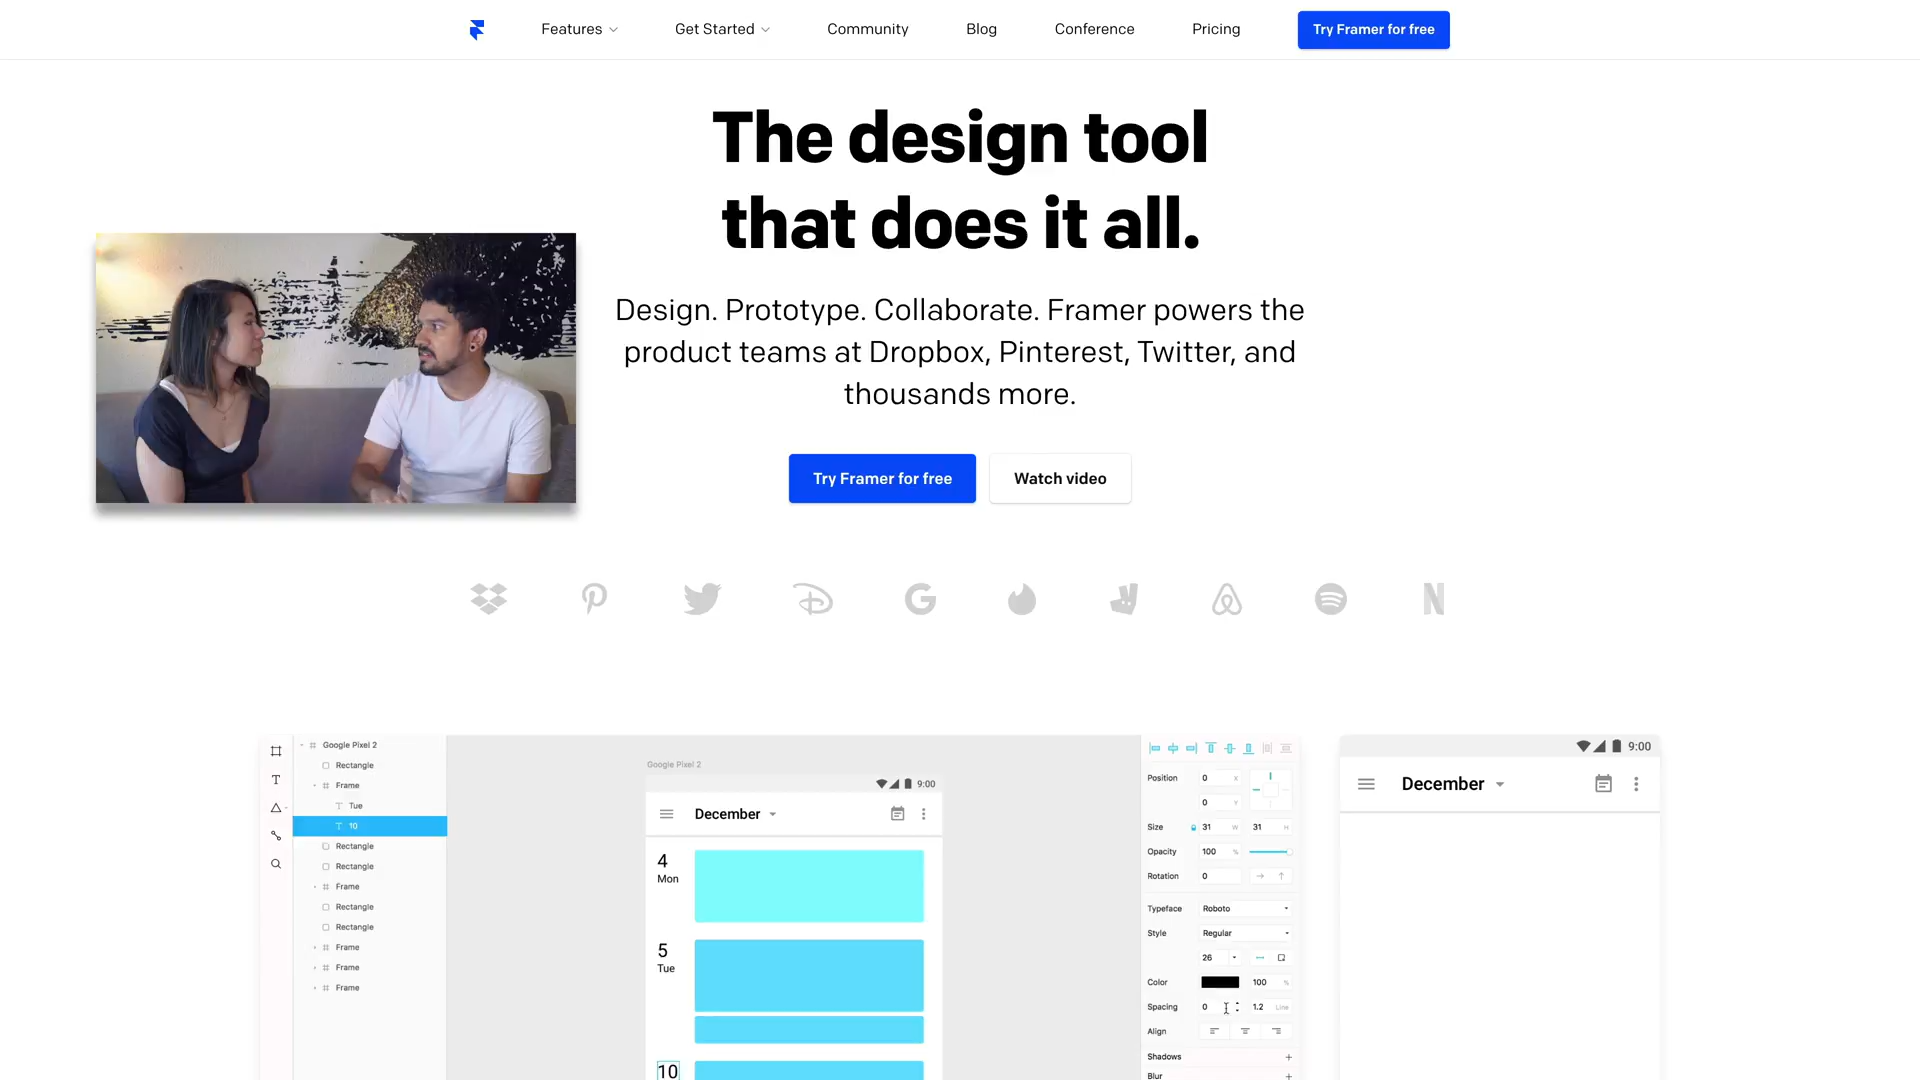 Features
Get Started
Community
Blog
Conference
Pricing
Try Framer for free
The design tool
that does it all.
Design. Prototype. Collaborate. Framer powers the
product teams at Dropbox, Pinterest, Twitter, and
thousands more.
Try Framer for free
Watch video
Google Pixel 2
Rectangle
Frame
Tue
10
Rectangle
Rectangle
Frame
Rectangle
Rectangle
Frame
Frame
Frame
Google Pixel 2
9:00
December
4
Mon
5
Tue
10
Position 0 X
0 Y
Size 31 W 31 H
Opacity 100 %
Rotation 0
Typeface Roboto
Style Regular
26
Color 100 %
Spacing 0 1.2 Line
Align
Shadows
Blur
9:00
December